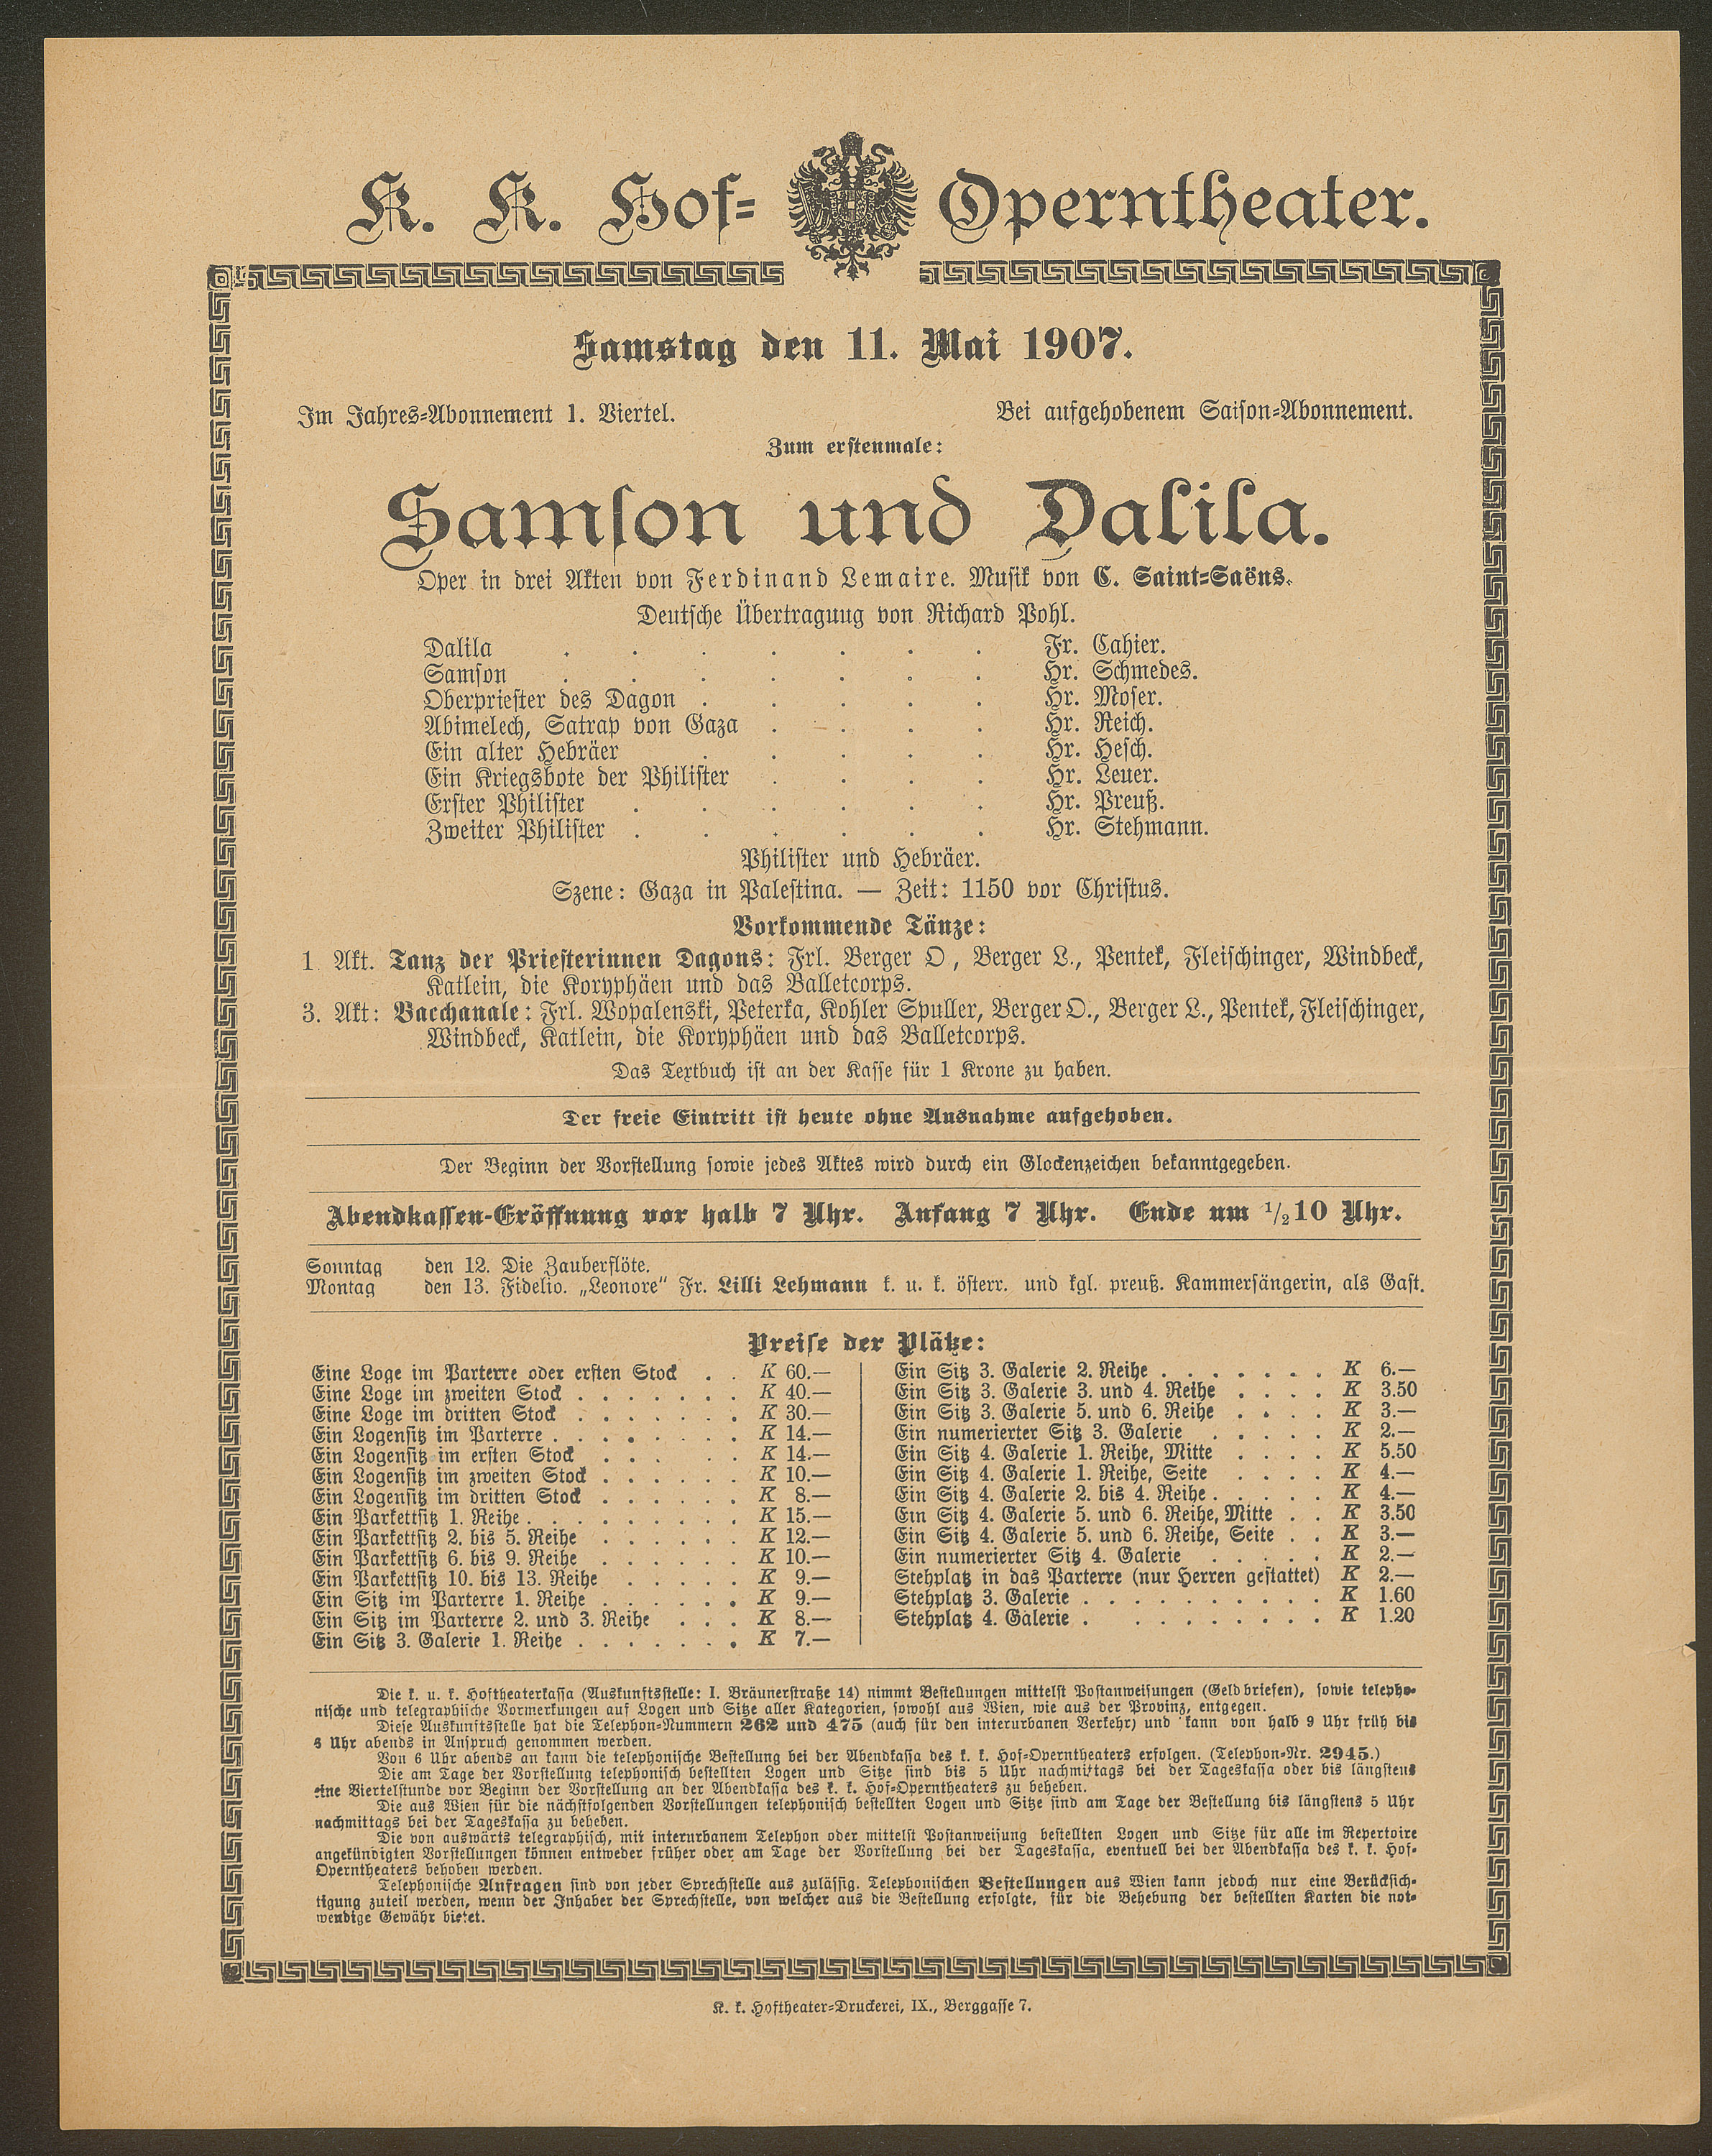 K. K. Hof- Operntheater.
Samstag den 11. Mai 1907.
Im Jahres-Abonnement 1. Viertel. Bei aufgehobenem Saison-Abonnement.
Zum erstenmale:
Samson und Dalila.
Oper in drei Akten von Ferdinand Lemaire. Musik von C. Saint-Saëns.
Deutsche Übertragung von Richard Pohl.
Dalila . . . . . . . Fr. Cahier.
Samson . . . . . . . Hr. Schmedes.
Oberpriester des Dagon . . . . . Hr. Moser.
Abimelech, Satrap von Gaza . . . . Hr. Reich.
Ein alter Hebräer . . . . . Hr. Hesch.
Ein Kriegsbote der Philister . . . . Hr. Leuer.
Erster Philister . . . . . . Hr. Preuß.
Zweiter Philister . . . . . . Hr. Stehmann.
Philister und Hebräer.
Szene: Gaza in Palestina. — Zeit: 1150 vor Christus.
Vorkommende Tänze:
1. Akt. Tanz der Priesterinnen Dagons: Frl. Berger O., Berger L., Pentek, Fleischinger, Windbeck,
Katlein, die Koryphäen und das Balletcorps.
3. Akt: Bacchanale: Frl. Wopalenski, Peterka, Kohler Spuller, Berger O., Berger L., Pentek, Fleischinger,
Windbeck, Katlein, die Koryphäen und das Balletcorps.
Das Textbuch ist an der Kasse für 1 Krone zu haben.
Der freie Eintritt ist heute ohne Ausnahme aufgehoben.
Der Beginn der Vorstellung sowie jedes Aktes wird durch ein Glockenzeichen bekanntgegeben.
Abendkassen-Eröffnung vor halb 7 Uhr. Anfang 7 Uhr. Ende um 1/2 10 Uhr.
Sonntag den 12. Die Zauberflöte.
Montag den 13. Fidelio. „Leonore“ Fr. Lilli Lehmann k. u. k. österr. und kgl. preuß. Kammersängerin, als Gast.
Preise der Plätze:
Eine Loge im Parterre oder ersten Stock . . K 60.—
Eine Loge im zweiten Stock . . . . . . . K 40.—
Eine Loge im dritten Stock . . . . . . . K 30.—
Ein Logensitz im Parterre . . . . . . . . K 14.—
Ein Logensitz im ersten Stock . . . . . . K 14.—
Ein Logensitz im zweiten Stock . . . . . . K 10.—
Ein Logensitz im dritten Stock . . . . . . K 8.—
Ein Parkettsitz 1. Reihe . . . . . . . . . K 15.—
Ein Parkettsitz 2. bis 5. Reihe . . . . . . K 12.—
Ein Parkettsitz 6. bis 9. Reihe . . . . . . K 10.—
Ein Parkettsitz 10. bis 13. Reihe . . . . . K 9.—
Ein Sitz im Parterre 1. Reihe . . . . . . K 9.—
Ein Sitz im Parterre 2. und 3. Reihe . . . K 8.—
Ein Sitz 3. Galerie 1. Reihe . . . . . . . K 7.—
Ein Sitz 3. Galerie 2. Reihe . . . . . . . K 6.—
Ein Sitz 3. Galerie 3. und 4. Reihe . . . . K 3.50
Ein Sitz 3. Galerie 5. und 6. Reihe . . . . K 3.—
Ein numerierter Sitz 3. Galerie . . . . . K 2.—
Ein Sitz 4. Galerie 1. Reihe, Mitte . . . . K 5.50
Ein Sitz 4. Galerie 1. Reihe, Seite . . . . K 4.—
Ein Sitz 4. Galerie 2. bis 4. Reihe . . . . . K 4.—
Ein Sitz 4. Galerie 5. und 6. Reihe, Mitte . . K 3.50
Ein Sitz 4. Galerie 5. und 6. Reihe, Seite . . K 3.—
Ein numerierter Sitz 4. Galerie . . . . . K 2.—
Stehplatz in das Parterre (nur Herren gestattet) K 2.—
Stehplatz 3. Galerie . . . . . . . . . . K 1.60
Stehplatz 4. Galerie . . . . . . . . . K 1.20
Die k. u. k. Hoftheaterkassa (Auskunftsstelle: I. Bräunerstraße 14) nimmt Bestellungen mittelst Postanweisungen (Geldbriefen), sowie telepho-
nische und telegraphische Vormerkungen auf Logen und Sitze aller Kategorien, sowohl aus Wien, wie aus der Provinz, entgegen.
Diese Auskunftsstelle hat die Telephon-Nummern 262 und 475 (auch für den interurbanen Verkehr) und kann von halb 9 Uhr früh bis
6 Uhr abends in Anspruch genommen werden.
Von 6 Uhr abends an kann die telephonische Bestellung bei der Abendkassa des k. k. Hof-Operntheaters erfolgen. (Telephon-Nr. 2945.)
Die am Tage der Vorstellung telephonisch bestellten Logen und Sitze sind bis 5 Uhr nachmittags bei der Tageskassa oder bis längstens
eine Viertelstunde vor Beginn der Vorstellung an der Abendkassa des k. k. Hof-Operntheaters zu beheben.
Die aus Wien für die nächstfolgenden Vorstellungen telephonisch bestellten Logen und Sitze sind am Tage der Bestellung bis längstens 5 Uhr
nachmittags bei der Tageskassa zu beheben.
Die von auswärts telegraphisch, mit interurbanem Telephon oder mittelst Postanweisung bestellten Logen und Sitze für alle im Repertoire
angekündigten Vorstellungen können entweder früher oder am Tage der Vorstellung bei der Tageskassa, eventuell bei der Abendkassa des k. k. Hof-
Operntheaters behoben werden.
Telephonische Anfragen sind von jeder Sprechstelle aus zulässig. Telephonischen Bestellungen aus Wien kann jedoch nur eine Berücksich-
tigung zuteil werden, wenn der Inhaber der Sprechstelle, von welcher aus die Bestellung erfolgte, für die Behebung der bestellten Karten die not-
wendige Gewähr bietet.
K. k. Hoftheater-Druckerei, IX., Berggasse 7.